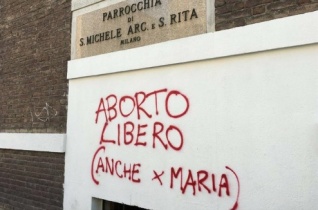 PARROCCHIA
DI
S. MICHELE ARC. E S. RITA
MILANO
ABORTO
LIBERO
(ANCHE x MARIA)